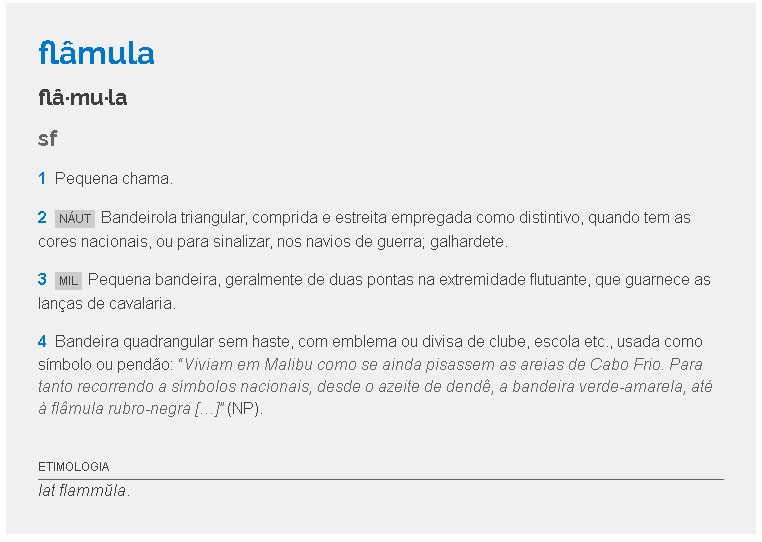 flâmula
flâ·mu·la
sf
1 Pequena chama.
2 NÁUT Bandeirola triangular, comprida e estreita empregada como distintivo, quando tem as
cores nacionais, ou para sinalizar, nos navios de guerra; galhardete.
3 MIL Pequena bandeira, geralmente de duas pontas na extremidade flutuante, que guarnece as
lanças de cavalaria.
4 Bandeira quadrangular sem haste, com emblema ou divisa de clube, escola etc., usada como
símbolo ou pendão: “Viviam em Malibu como se ainda pisassem as areias de Cabo Frio. Para
tanto recorrendo a símbolos nacionais, desde o azeite de dendê, a bandeira verde-amarela, até
à flâmula rubro-negra […]” (NP).
ETIMOLOGIA
lat flammŭla.